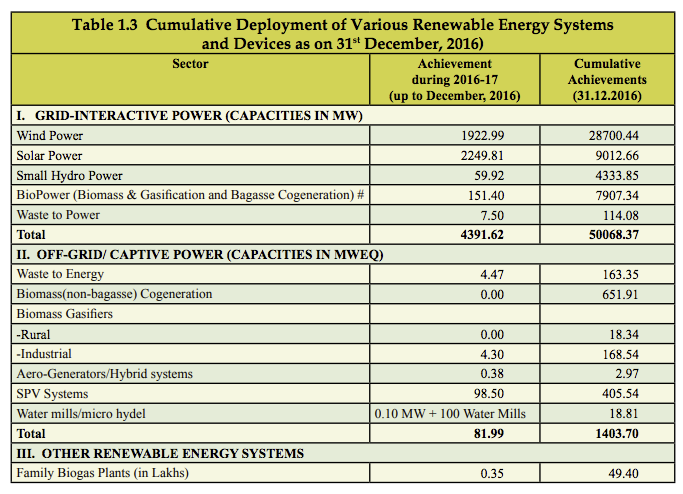 Table 1.3 Cumulative Deployment of Various Renewable Energy Systems
and Devices as on 31st December, 2016)
Sector
Achievement
during 2016-17
(up to December, 2016)
Cumulative
Achievements
(31.12.2016)
I. GRID-INTERACTIVE POWER (CAPACITIES IN MW)
Wind Power 1922.99 28700.44
Solar Power 2249.81 9012.66
Small Hydro Power 59.92 4333.85
BioPower (Biomass & Gasification and Bagasse Cogeneration) # 151.40 7907.34
Waste to Power 7.50 114.08
Total 4391.62 50068.37
II. OFF-GRID/ CAPTIVE POWER (CAPACITIES IN MWEQ)
Waste to Energy 4.47 163.35
Biomass(non-bagasse) Cogeneration 0.00 651.91
Biomass Gasifiers
-Rural 0.00 18.34
-Industrial 4.30 168.54
Aero-Generators/Hybrid systems 0.38 2.97
SPV Systems 98.50 405.54
Water mills/micro hydel 0.10 MW + 100 Water Mills 18.81
Total 81.99 1403.70
III. OTHER RENEWABLE ENERGY SYSTEMS
Family Biogas Plants (in Lakhs) 0.35 49.40